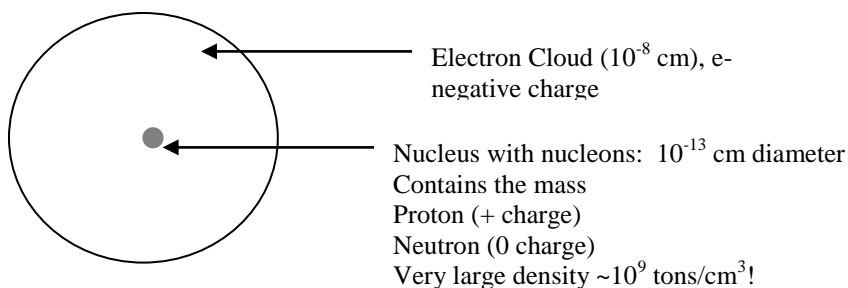 Electron Cloud (10⁻⁸ cm), e-
negative charge
Nucleus with nucleons: 10⁻¹³ cm diameter
Contains the mass
Proton (+ charge)
Neutron (0 charge)
Very large density ~10⁹ tons/cm³!